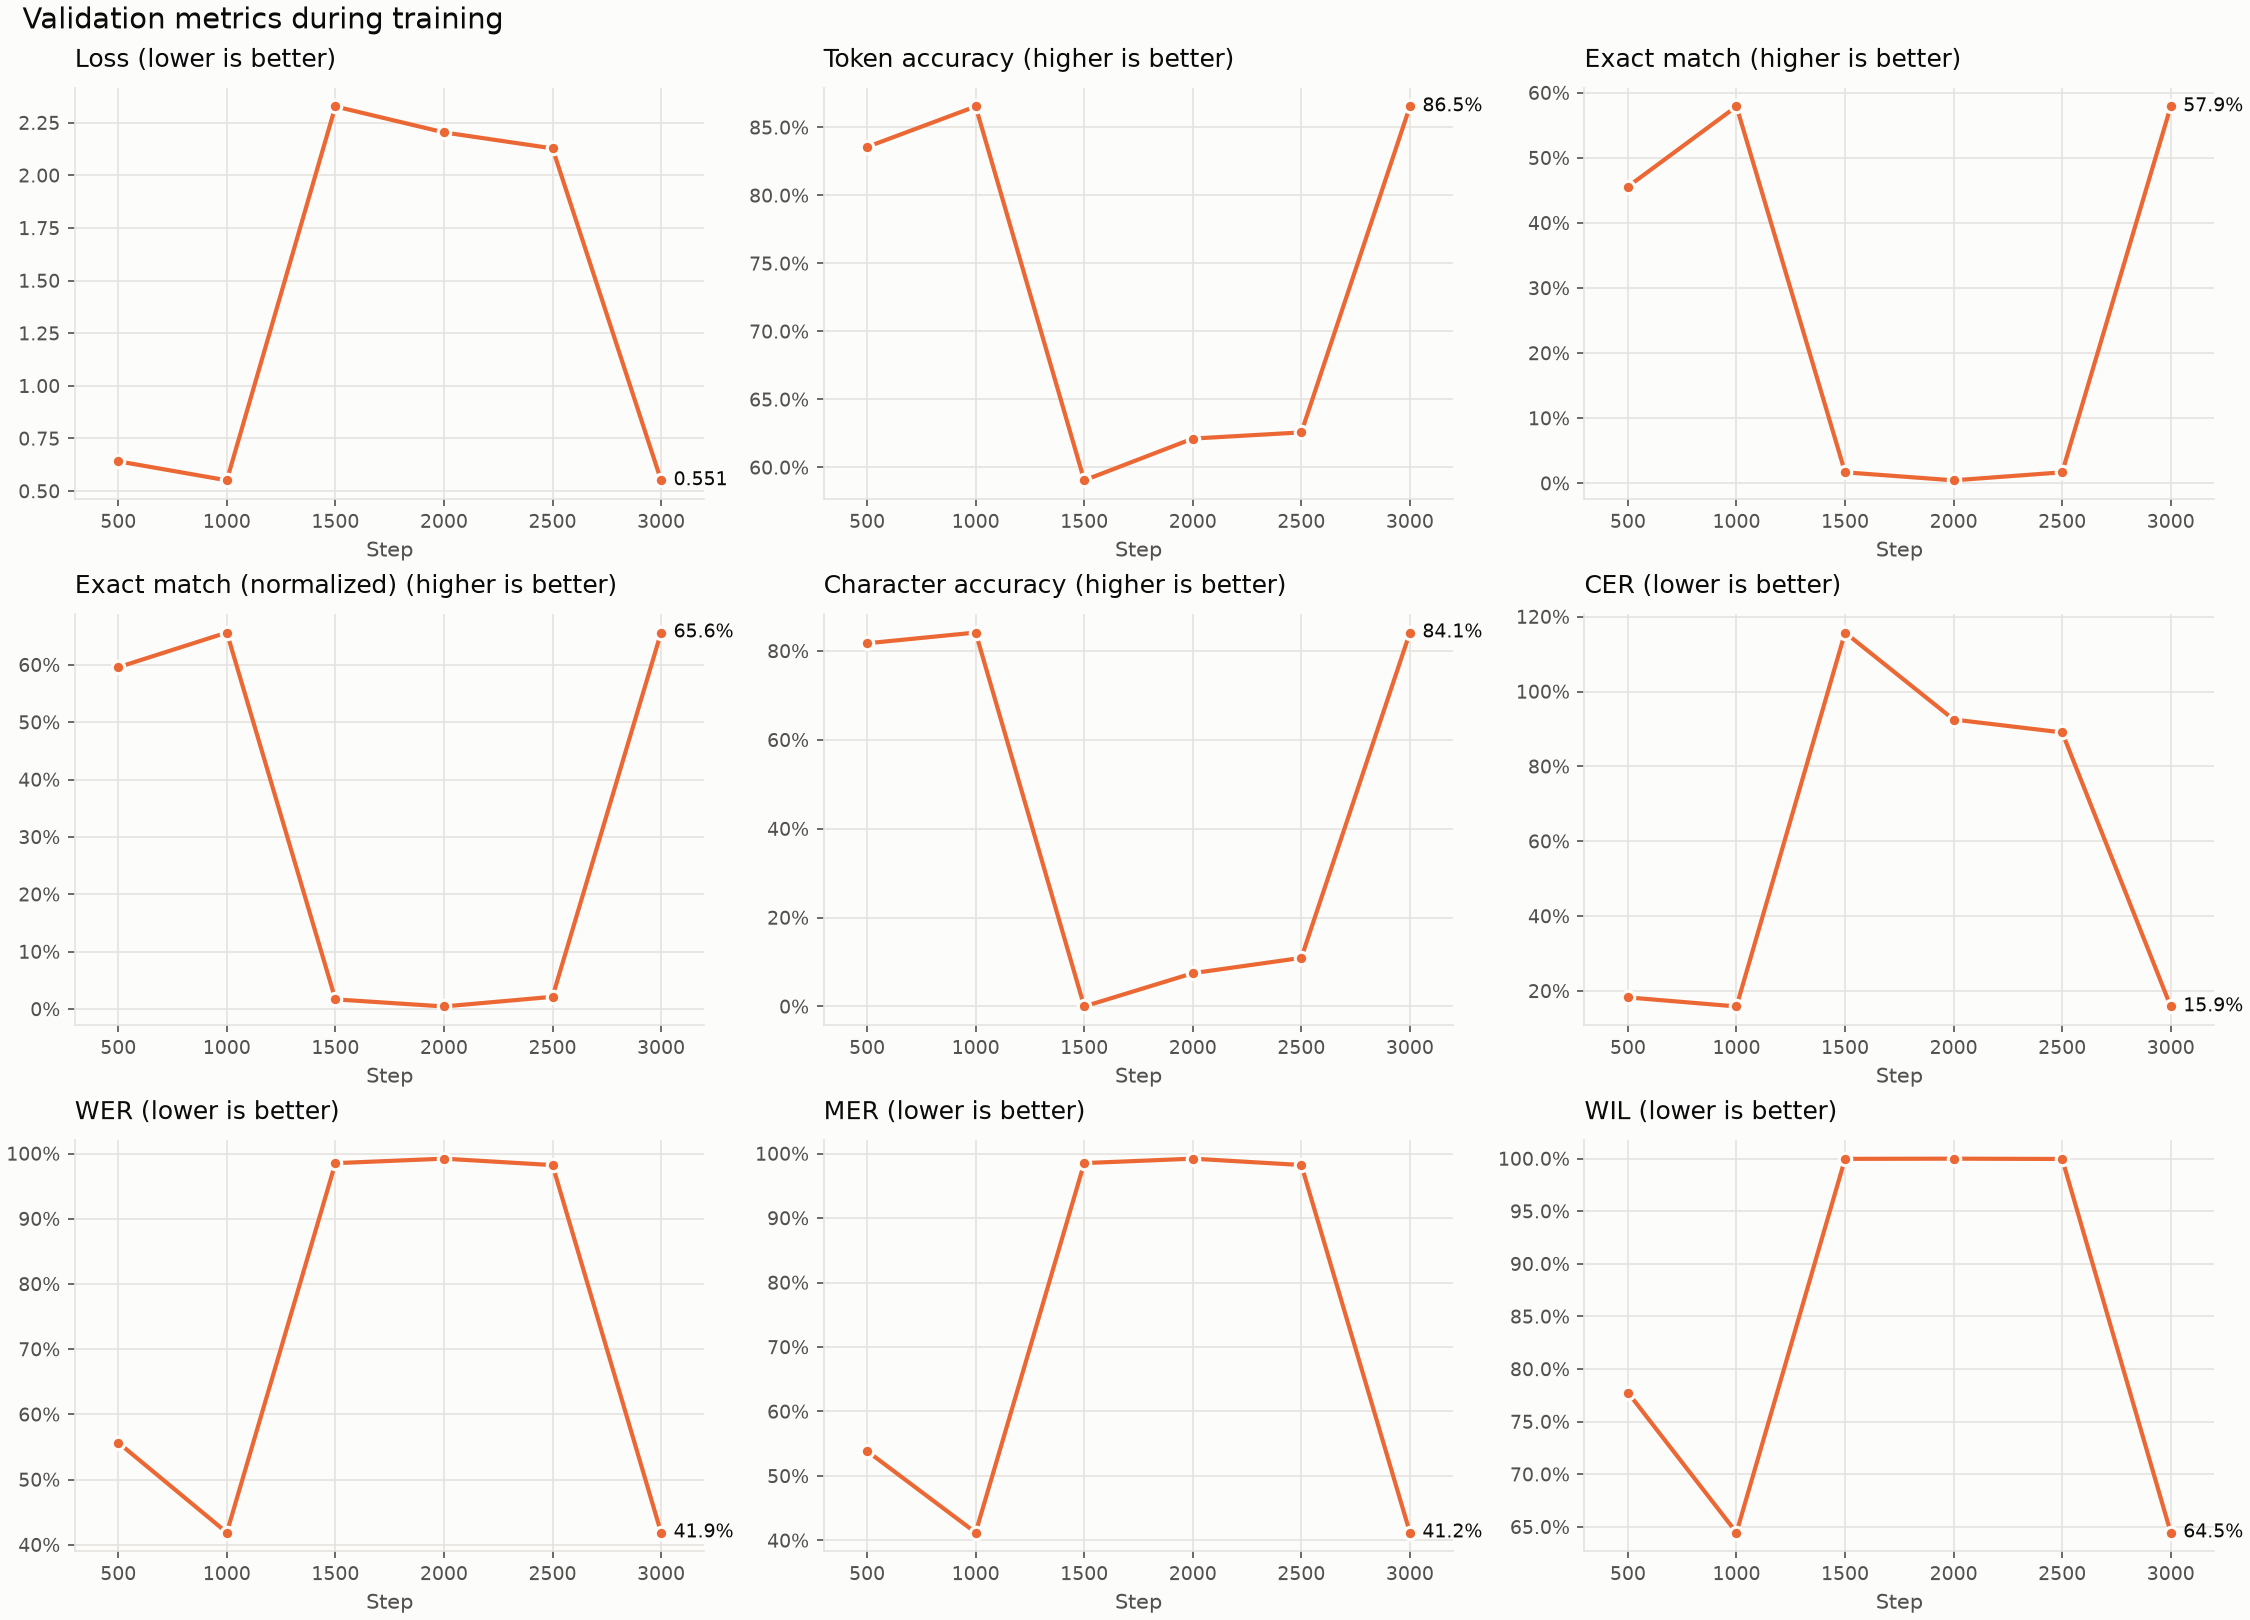 Validation metrics during training
Loss (lower is better)
2.25
2.00
1.75
1.50
1.25
1.00
0.75
0.50
0.551
500 1000 1500 2000 2500 3000
Step
Token accuracy (higher is better)
85.0%
80.0%
75.0%
70.0%
65.0%
60.0%
86.5%
500 1000 1500 2000 2500 3000
Step
Exact match (higher is better)
60%
50%
40%
30%
20%
10%
0%
57.9%
500 1000 1500 2000 2500 3000
Step
Exact match (normalized) (higher is better)
60%
50%
40%
30%
20%
10%
0%
65.6%
500 1000 1500 2000 2500 3000
Step
Character accuracy (higher is better)
80%
60%
40%
20%
0%
84.1%
500 1000 1500 2000 2500 3000
Step
CER (lower is better)
120%
100%
80%
60%
40%
20%
15.9%
500 1000 1500 2000 2500 3000
Step
WER (lower is better)
100%
90%
80%
70%
60%
50%
40%
41.9%
500 1000 1500 2000 2500 3000
Step
MER (lower is better)
100%
90%
80%
70%
60%
50%
40%
41.2%
500 1000 1500 2000 2500 3000
Step
WIL (lower is better)
100.0%
95.0%
90.0%
85.0%
80.0%
75.0%
70.0%
65.0%
64.5%
500 1000 1500 2000 2500 3000
Step